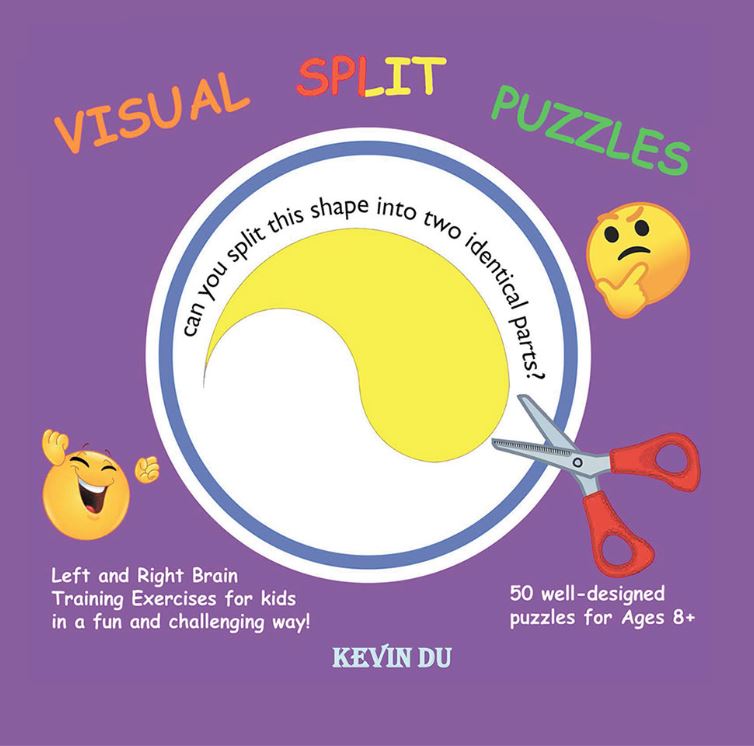 VISUAL SPLIT PUZZLES
can you split this shape into two identical parts?
Left and Right Brain
Training Exercises for kids
in a fun and challenging way!
50 well-designed
puzzles for Ages 8+
KEVIN DU